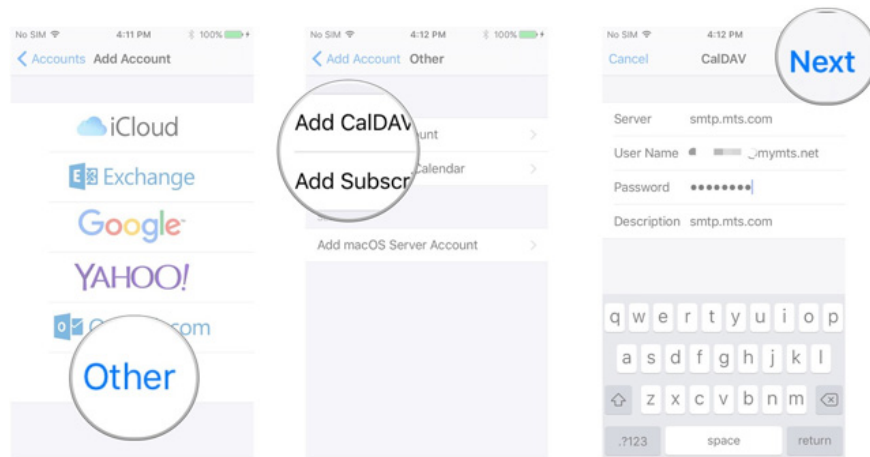 No SIM 4:11 PM 100%
Accounts Add Account
iCloud
Exchange
Google
YAHOO!
Other
No SIM 4:12 PM 100%
Add Account Other
Add CalDAV
Add Subscr
Calendar
Add macOS Server Account
No SIM 4:12 PM
Cancel CalDAV Next
Server smtp.mts.com
User Name @mymts.net
Password ••••••••
Description smtp.mts.com
q w e r t y u i o p
a s d f g h j k l
z x c v b n m
.?123 space return